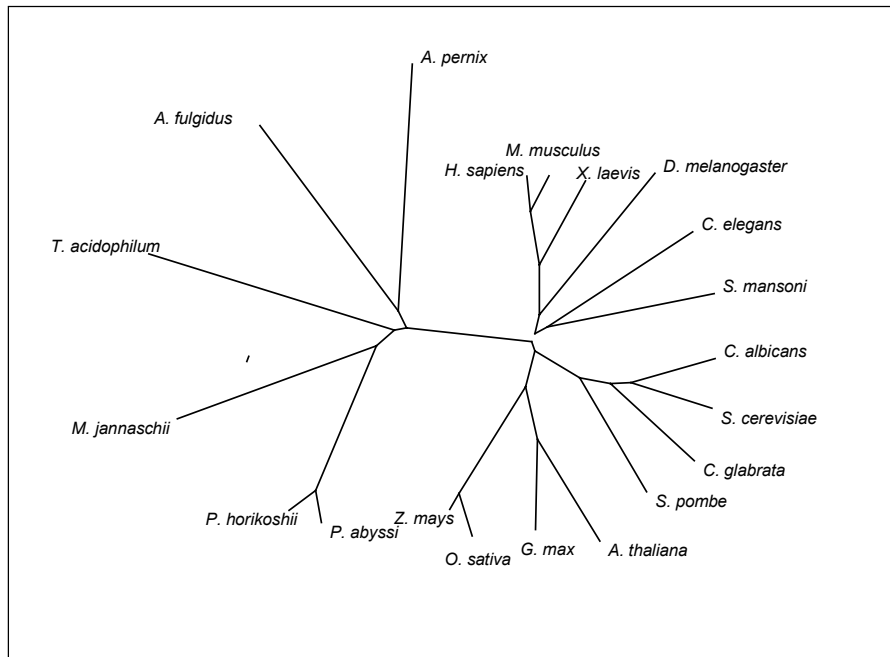 A. pernix
A. fulgidus
M. musculus
H. sapiens
X. laevis
D. melanogaster
C. elegans
T. acidophilum
S. mansoni
C. albicans
M. jannaschii
S. cerevisiae
C. glabrata
S. pombe
P. horikoshii
P. abyssi
Z. mays
O. sativa
G. max
A. thaliana